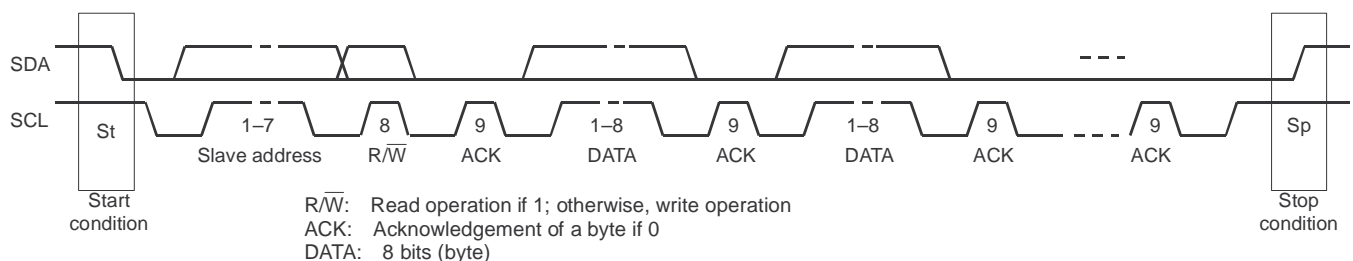 SDA
SCL
St
1–7
8
9
1–8
9
1–8
9
9
Sp
Slave address
R/W̅
ACK
DATA
ACK
DATA
ACK
ACK
Start
condition
Stop
condition
R/W̅: Read operation if 1; otherwise, write operation
ACK: Acknowledgement of a byte if 0
DATA: 8 bits (byte)